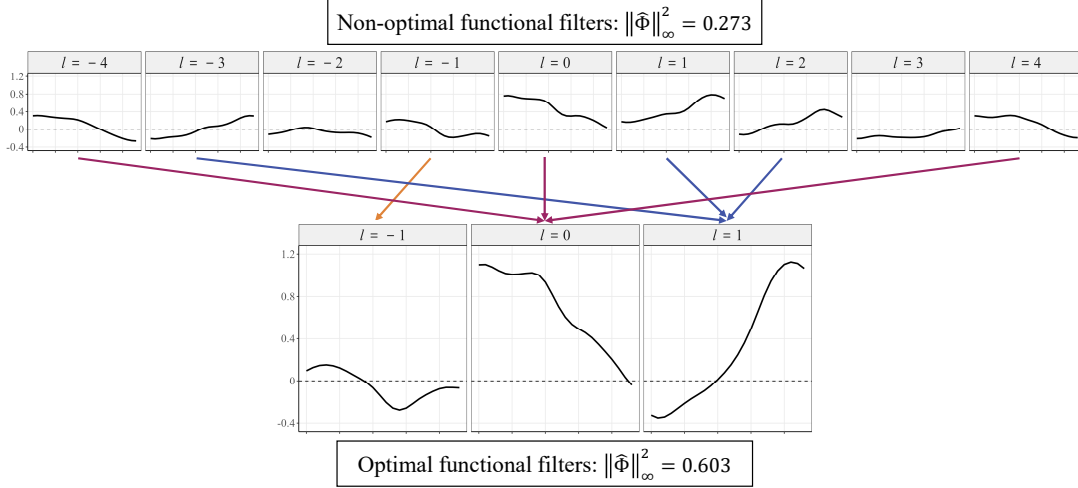 Non-optimal functional filters: ‖Φ̂‖²∞ = 0.273
l = − 4 l = − 3 l = − 2 l = − 1 l = 0 l = 1 l = 2 l = 3 l = 4
1.2
0.8
0.4
0
-0.4
l = − 1 l = 0 l = 1
1.2
0.8
0.4
0
-0.4
Optimal functional filters: ‖Φ̂‖²∞ = 0.603